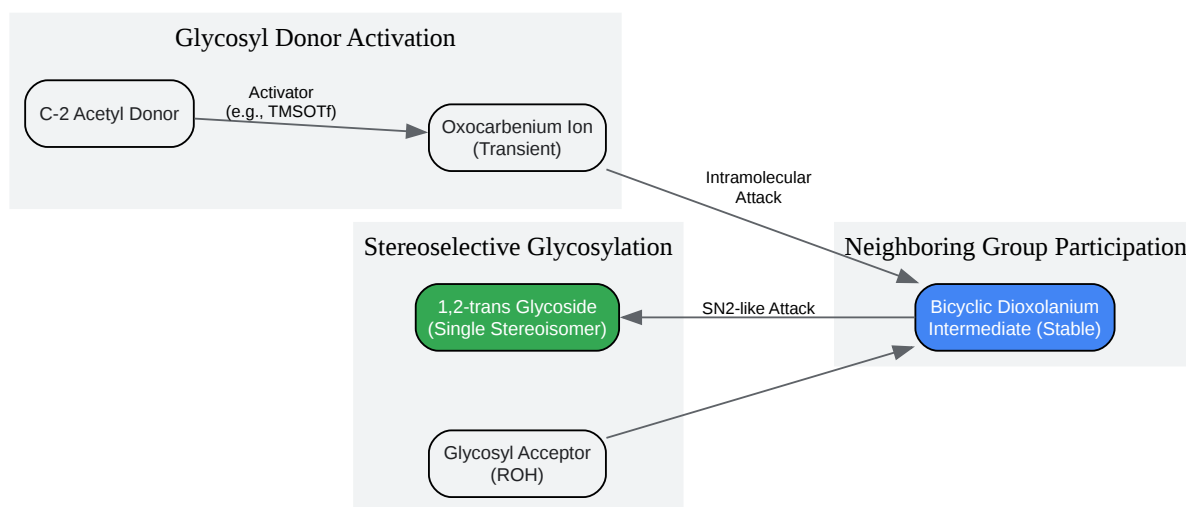 Glycosyl Donor Activation
C-2 Acetyl Donor
Activator
(e.g., TMSOTf)
Oxocarbenium Ion
(Transient)
Intramolecular
Attack
Stereoselective Glycosylation
Neighboring Group Participation
1,2-trans Glycoside
(Single Stereoisomer)
SN2-like Attack
Bicyclic Dioxolanium
Intermediate (Stable)
Glycosyl Acceptor
(ROH)